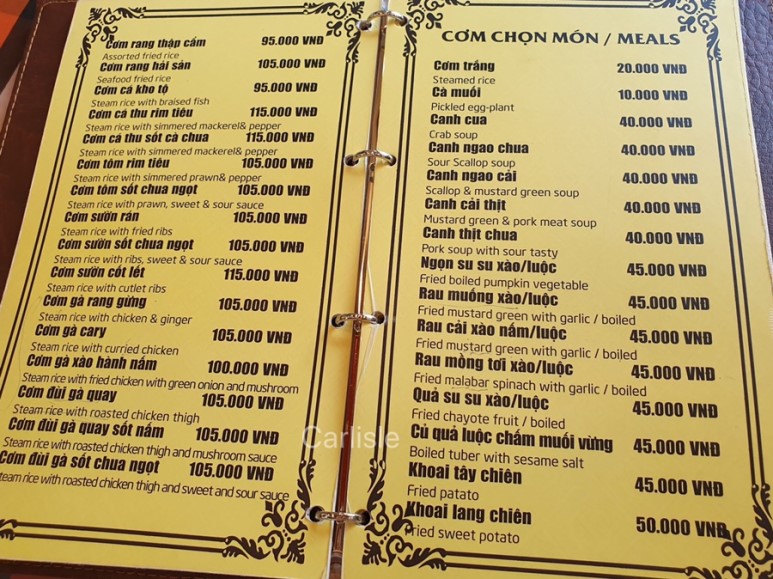 Cơm rang thập cẩm 95.000 VNĐ
Assorted fried rice
Cơm rang hải sản 105.000 VNĐ
Seafood fried rice
Cơm cá kho tộ 95.000 VNĐ
Steam rice with braised fish
Cơm cá thu rim tiêu 115.000 VNĐ
Steam rice with simmered mackerel& pepper
Cơm cá thu sốt cà chua 115.000 VNĐ
Steam rice with simmered mackerel& pepper
Cơm tôm rim tiêu 105.000 VNĐ
Steam rice with simmered prawn& pepper
Cơm tôm sốt chua ngọt 105.000 VNĐ
Steam rice with prawn, sweet & sour sauce
Cơm sườn rán 105.000 VNĐ
Steam rice with fried ribs
Cơm sườn sốt chua ngọt 105.000 VNĐ
Steam rice with ribs, sweet & sour sauce
Cơm sườn cốt lết 115.000 VNĐ
Steam rice with cutlet ribs
Cơm gà rang gừng 105.000 VNĐ
Steam rice with chicken & ginger
Cơm gà cary 105.000 VNĐ
Steam rice with curried chicken
Cơm gà xào hành nấm 100.000 VNĐ
Steam rice with fried chicken with green onion and mushroom
Cơm đùi gà quay 105.000 VNĐ
Steam rice with roasted chicken thigh
Cơm đùi gà quay sốt nấm 105.000 VNĐ
Steam rice with roasted chicken thigh and mushroom sauce
Cơm đùi gà sốt chua ngọt 105.000 VNĐ
Steam rice with roasted chicken thigh and sweet and sour sauce
CƠM CHỌN MÓN / MEALS
Cơm trắng 20.000 VNĐ
Steamed rice
Cà muối 10.000 VNĐ
Pickled egg-plant
Canh cua 40.000 VNĐ
Crab soup
Canh ngao chua 40.000 VNĐ
Sour Scallop soup
Canh ngao cải 40.000 VNĐ
Scallop & mustard green soup
Canh cải thịt 40.000 VNĐ
Mustard green & pork meat soup
Canh thịt chua 40.000 VNĐ
Pork soup with sour tasty
Ngọn su su xào/luộc 45.000 VNĐ
Fried boiled pumpkin vegetable
Rau muống xào/luộc 45.000 VNĐ
Fried mustard green with garlic / boiled
Rau cải xào nấm/luộc 45.000 VNĐ
Fried mustard green with garlic / boiled
Rau mồng tơi xào/luộc 45.000 VNĐ
Fried malabar spinach with garlic / boiled
Quả su su xào/luộc 45.000 VNĐ
Fried chayote fruit / boiled
Củ quả luộc chấm muối vừng 45.000 VNĐ
Boiled tuber with sesame salt
Khoai tây chiên 45.000 VNĐ
Fried patato
Khoai lang chiên 50.000 VNĐ
Fried sweet potato
Carlisle